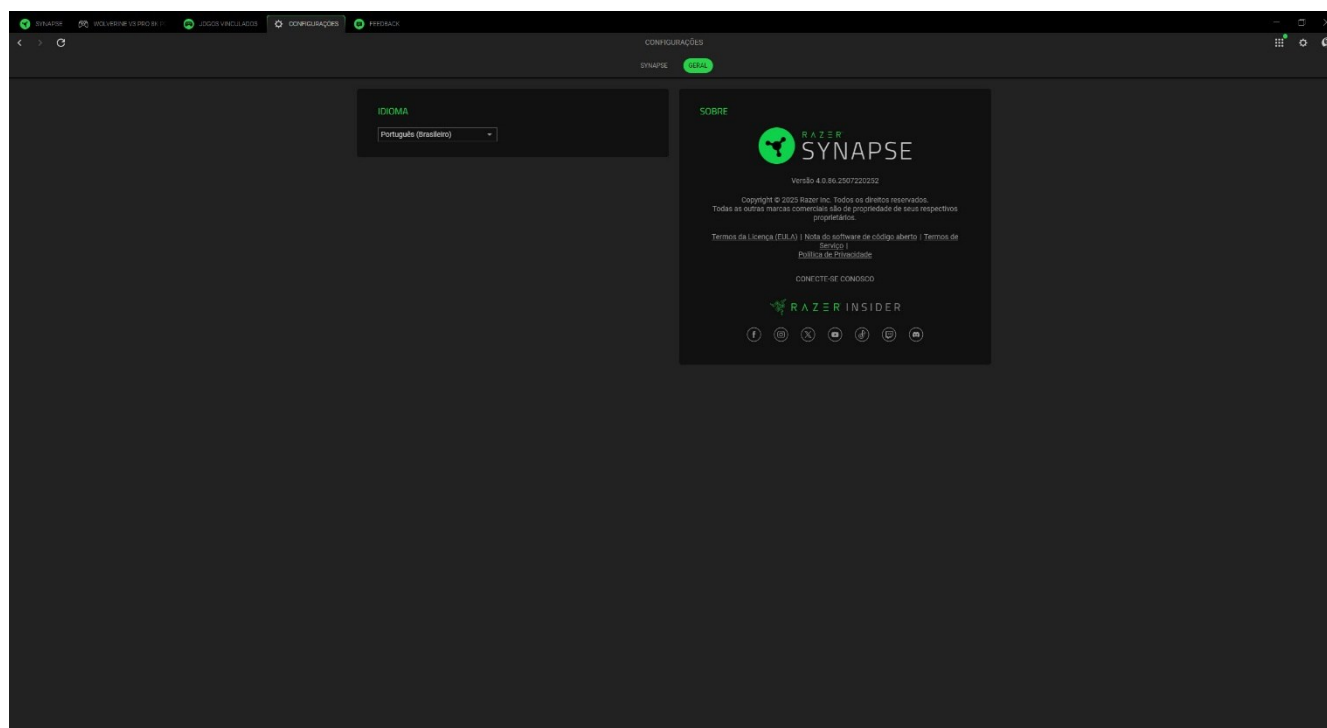 SYNAPSE
WOLVERINE V3 PRO 8K
JOGOS VINCULADOS
CONFIGURAÇÕES
FEEDBACK
CONFIGURAÇÕES
SYNAPSE
GERAL
IDIOMA
Português (Brasileiro)
SOBRE
RAZER
SYNAPSE
Versão 4.0.86.2507220252
Copyright © 2025 Razer Inc. Todos os direitos reservados.
Todas as outras marcas comerciais são de propriedade de seus respectivos
proprietários.
Termos da Licença (EULA) | Nota do software de código aberto | Termos de
Serviço |
Política de Privacidade
CONECTE-SE CONOSCO
RAZER INSIDER